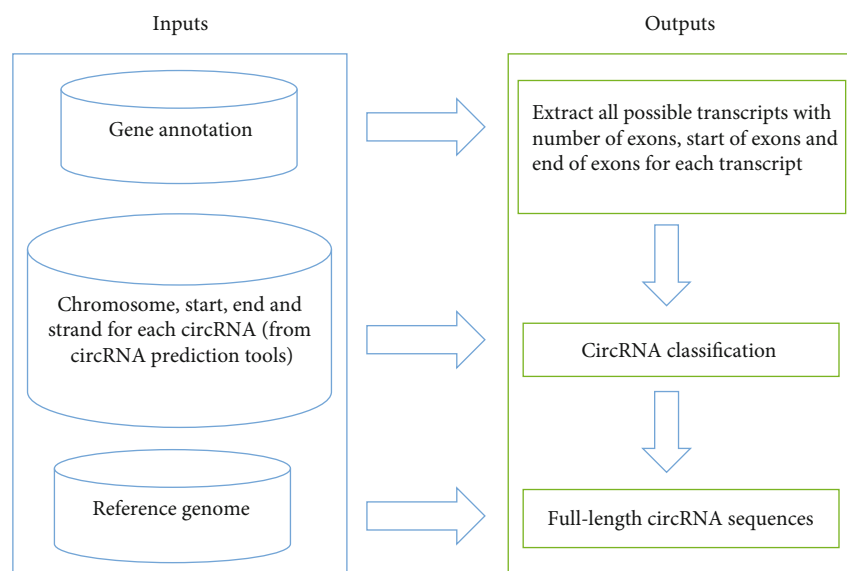 Inputs
Outputs
Gene annotation
Extract all possible transcripts with
number of exons, start of exons and
end of exons for each transcript
Chromosome, start, end and
strand for each circRNA (from
circRNA prediction tools)
CircRNA classification
Reference genome
Full-length circRNA sequences